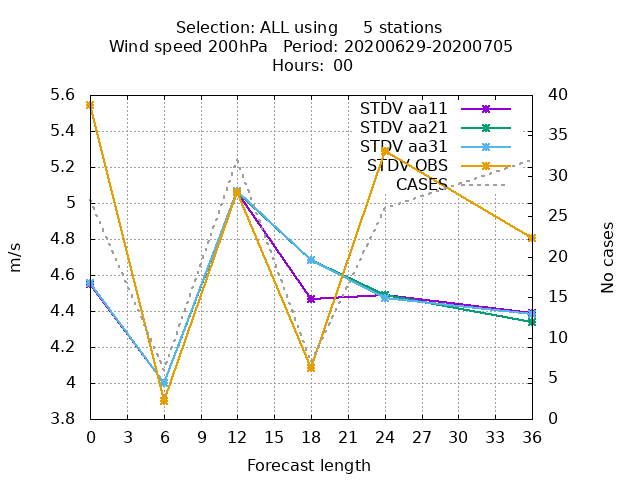 Selection: ALL using     5 stations
Wind speed 200hPa   Period: 20200629-20200705
Hours:  00
5.6
5.4
5.2
5
4.8
4.6
4.4
4.2
4
3.8
m/s
STDV aa11
STDV aa21
STDV aa31
STDV OBS
CASES
40
35
30
25
20
15
10
5
0
No cases
0 3 6 9 12 15 18 21 24 27 30 33 36
Forecast length